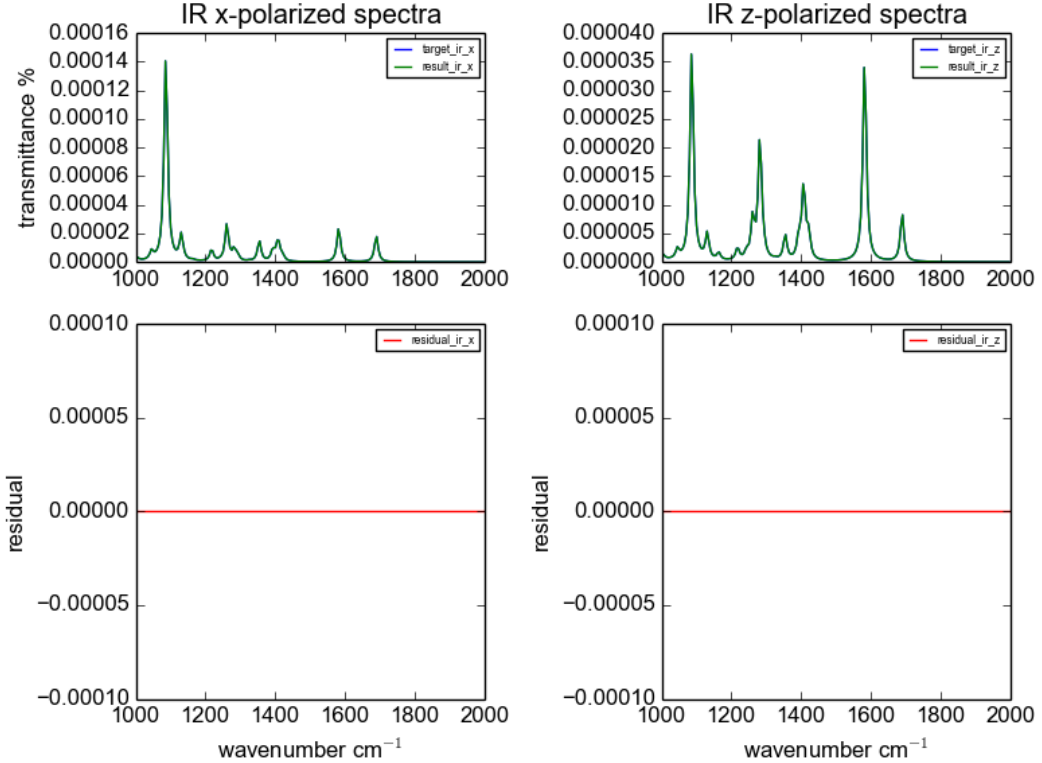 IR x-polarized spectra
transmittance %
0.00016
0.00014
0.00012
0.00010
0.00008
0.00006
0.00004
0.00002
0.00000
target_ir_x
result_ir_x
1000 1200 1400 1600 1800 2000
IR z-polarized spectra
0.000040
0.000035
0.000030
0.000025
0.000020
0.000015
0.000010
0.000005
0.000000
target_ir_z
result_ir_z
1000 1200 1400 1600 1800 2000
residual
0.00010
0.00005
0.00000
−0.00005
−0.00010
residual_ir_x
1000 1200 1400 1600 1800 2000
wavenumber cm⁻¹
residual
0.00010
0.00005
0.00000
−0.00005
−0.00010
residual_ir_z
1000 1200 1400 1600 1800 2000
wavenumber cm⁻¹